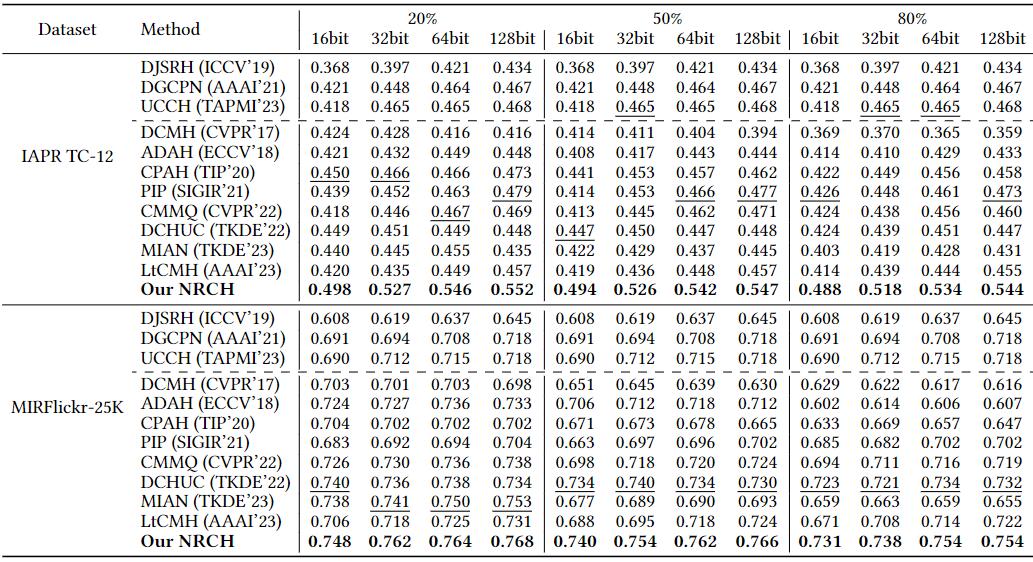 Dataset Method 20% 50% 80%
16bit 32bit 64bit 128bit 16bit 32bit 64bit 128bit 16bit 32bit 64bit 128bit
DJSRH (ICCV'19) 0.368 0.397 0.421 0.434 0.368 0.397 0.421 0.434 0.368 0.397 0.421 0.434
DGCPN (AAAI'21) 0.421 0.448 0.464 0.467 0.421 0.448 0.464 0.467 0.421 0.448 0.464 0.467
UCCH (TAPMI'23) 0.418 0.465 0.465 0.468 0.418 0.465 0.465 0.468 0.418 0.465 0.465 0.468
DCMH (CVPR'17) 0.424 0.428 0.416 0.416 0.414 0.411 0.404 0.394 0.369 0.370 0.365 0.359
IAPR TC-12 ADAH (ECCV'18) 0.421 0.432 0.449 0.448 0.408 0.417 0.443 0.444 0.414 0.410 0.429 0.433
CPAH (TIP'20) 0.450 0.466 0.466 0.473 0.441 0.453 0.457 0.462 0.422 0.449 0.456 0.458
PIP (SIGIR'21) 0.439 0.452 0.463 0.479 0.441 0.453 0.466 0.477 0.426 0.448 0.461 0.473
CMMQ (CVPR'22) 0.418 0.446 0.467 0.469 0.413 0.445 0.462 0.471 0.424 0.438 0.456 0.460
DCHUC (TKDE'22) 0.449 0.451 0.449 0.448 0.447 0.450 0.447 0.448 0.424 0.439 0.451 0.447
MIAN (TKDE'23) 0.440 0.445 0.455 0.435 0.422 0.429 0.437 0.445 0.403 0.419 0.428 0.431
LtCMH (AAAI'23) 0.420 0.435 0.449 0.457 0.419 0.436 0.448 0.457 0.414 0.439 0.444 0.455
Our NRCH 0.498 0.527 0.546 0.552 0.494 0.526 0.542 0.547 0.488 0.518 0.534 0.544
DJSRH (ICCV'19) 0.608 0.619 0.637 0.645 0.608 0.619 0.637 0.645 0.608 0.619 0.637 0.645
DGCPN (AAAI'21) 0.691 0.694 0.708 0.718 0.691 0.694 0.708 0.718 0.691 0.694 0.708 0.718
UCCH (TAPMI'23) 0.690 0.712 0.715 0.718 0.690 0.712 0.715 0.718 0.690 0.712 0.715 0.718
DCMH (CVPR'17) 0.703 0.701 0.703 0.698 0.651 0.645 0.639 0.630 0.629 0.622 0.617 0.616
MIRFlickr-25K ADAH (ECCV'18) 0.724 0.727 0.736 0.733 0.706 0.712 0.718 0.712 0.602 0.614 0.606 0.607
CPAH (TIP'20) 0.704 0.702 0.702 0.702 0.671 0.673 0.678 0.665 0.633 0.669 0.657 0.647
PIP (SIGIR'21) 0.683 0.692 0.694 0.704 0.663 0.697 0.696 0.702 0.685 0.682 0.702 0.702
CMMQ (CVPR'22) 0.726 0.730 0.736 0.738 0.698 0.718 0.720 0.724 0.694 0.711 0.716 0.719
DCHUC (TKDE'22) 0.740 0.736 0.738 0.734 0.734 0.740 0.734 0.730 0.723 0.721 0.734 0.732
MIAN (TKDE'23) 0.738 0.741 0.750 0.753 0.677 0.689 0.690 0.693 0.659 0.663 0.659 0.655
LtCMH (AAAI'23) 0.706 0.718 0.725 0.731 0.688 0.695 0.718 0.724 0.671 0.708 0.714 0.722
Our NRCH 0.748 0.762 0.764 0.768 0.740 0.754 0.762 0.766 0.731 0.738 0.754 0.754